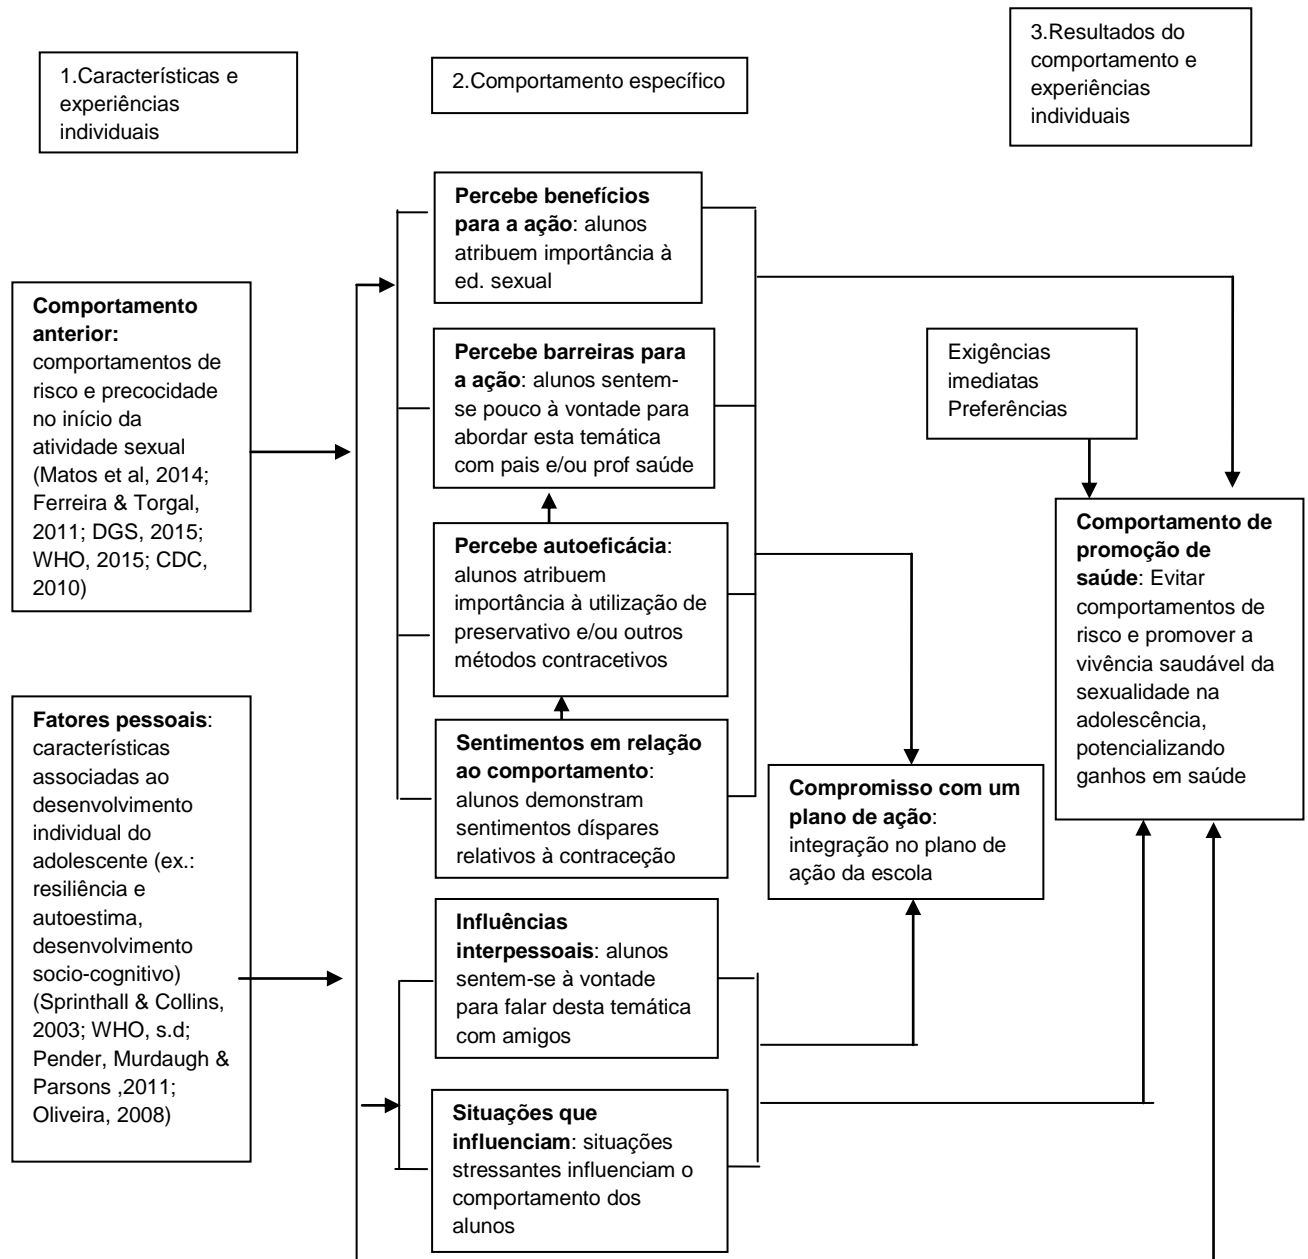 1.Características e
experiências
individuais
2.Comportamento específico
3.Resultados do
comportamento e
experiências
individuais
Comportamento
anterior:
comportamentos de
risco e precocidade
no início da
atividade sexual
(Matos et al, 2014;
Ferreira & Torgal,
2011; DGS, 2015;
WHO, 2015; CDC,
2010)
Fatores pessoais:
características
associadas ao
desenvolvimento
individual do
adolescente (ex.:
resiliência e
autoestima,
desenvolvimento
socio-cognitivo)
(Sprinthall & Collins,
2003; WHO, s.d;
Pender, Murdaugh &
Parsons ,2011;
Oliveira, 2008)
Percebe benefícios
para a ação: alunos
atribuem importância à
ed. sexual
Percebe barreiras para
a ação: alunos sentem-
se pouco à vontade para
abordar esta temática
com pais e/ou prof saúde
Percebe autoeficácia:
alunos atribuem
importância à utilização de
preservativo e/ou outros
métodos contracetivos
Sentimentos em relação
ao comportamento:
alunos demonstram
sentimentos díspares
relativos à contraceção
Influências
interpessoais: alunos
sentem-se à vontade
para falar desta temática
com amigos
Situações que
influenciam: situações
stressantes influenciam o
comportamento dos
alunos
Compromisso com um
plano de ação:
integração no plano de
ação da escola
Exigências
imediatas
Preferências
Comportamento de
promoção de
saúde: Evitar
comportamentos de
risco e promover a
vivência saudável da
sexualidade na
adolescência,
potencializando
ganhos em saúde